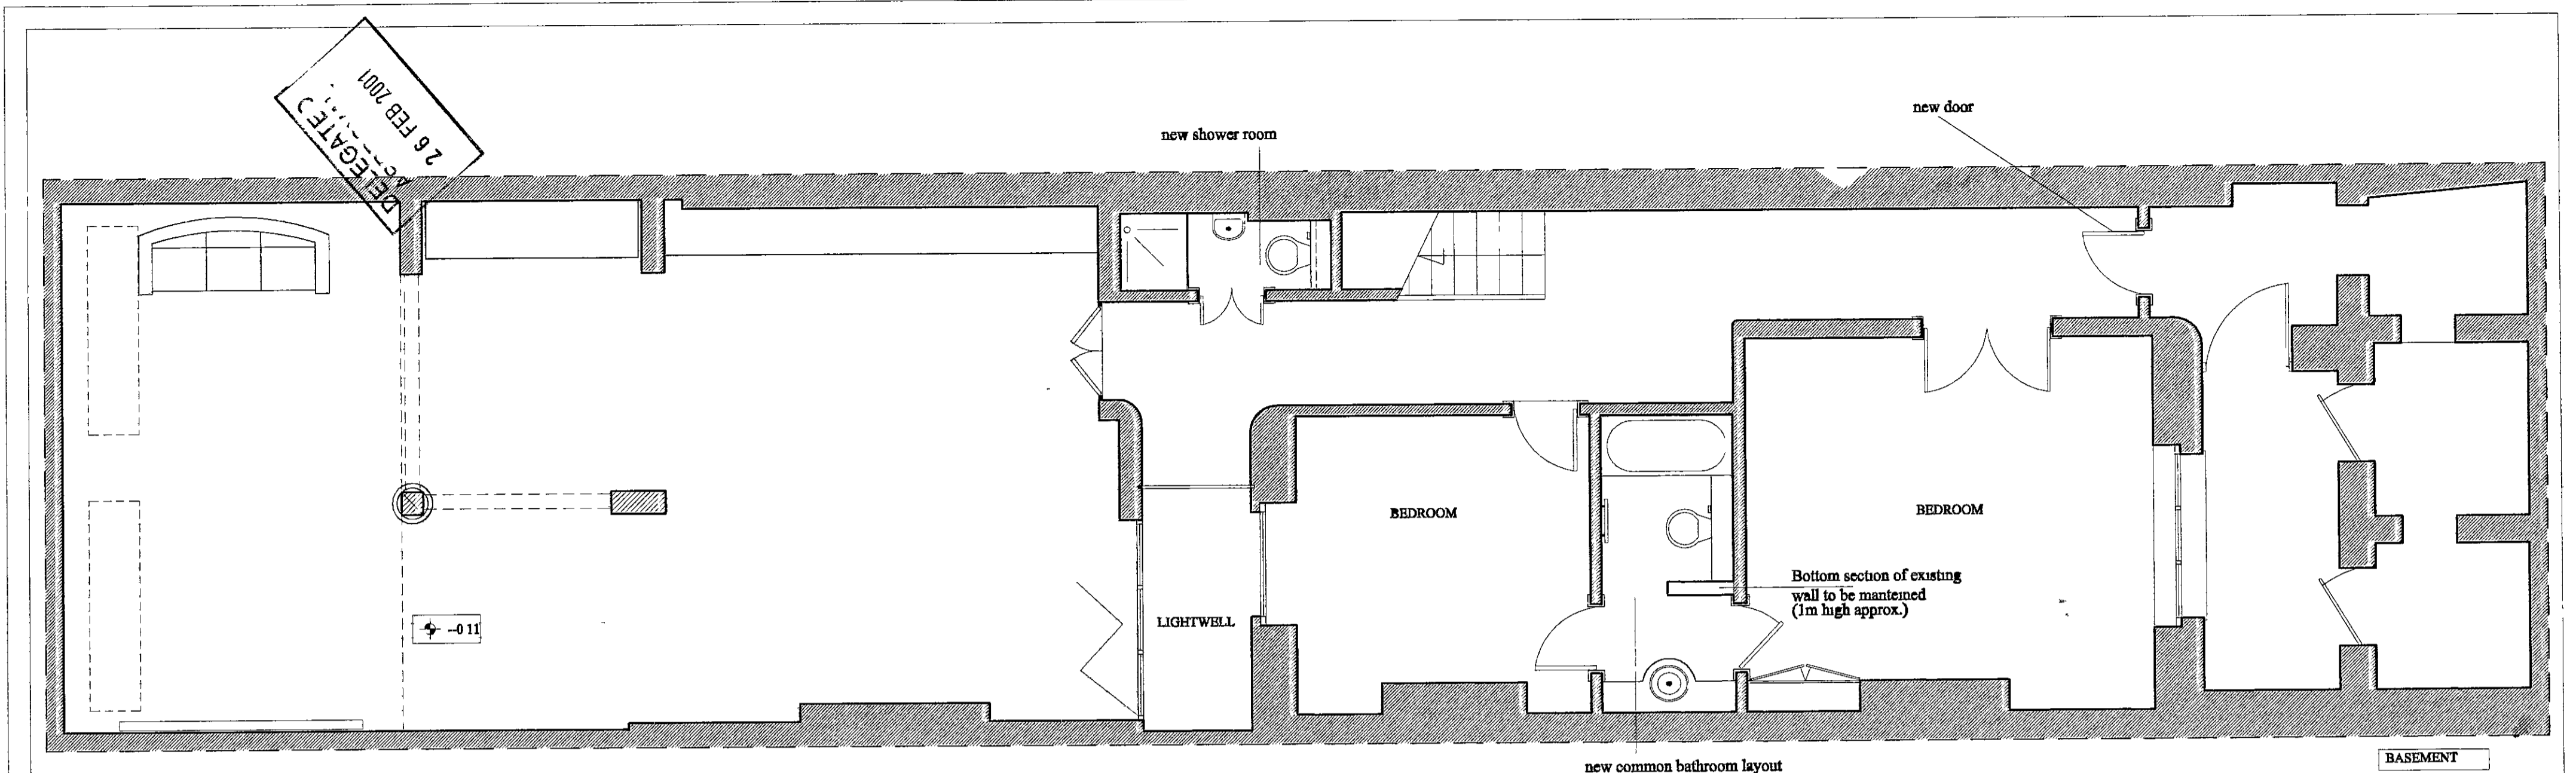 DELEGATED
26 FEB 2001
new shower room
new door
BEDROOM
BEDROOM
Bottom section of existing
wall to be manteined
(1m high approx.)
LIGHTWELL
--0 11
new common bathroom layout
BASEMENT